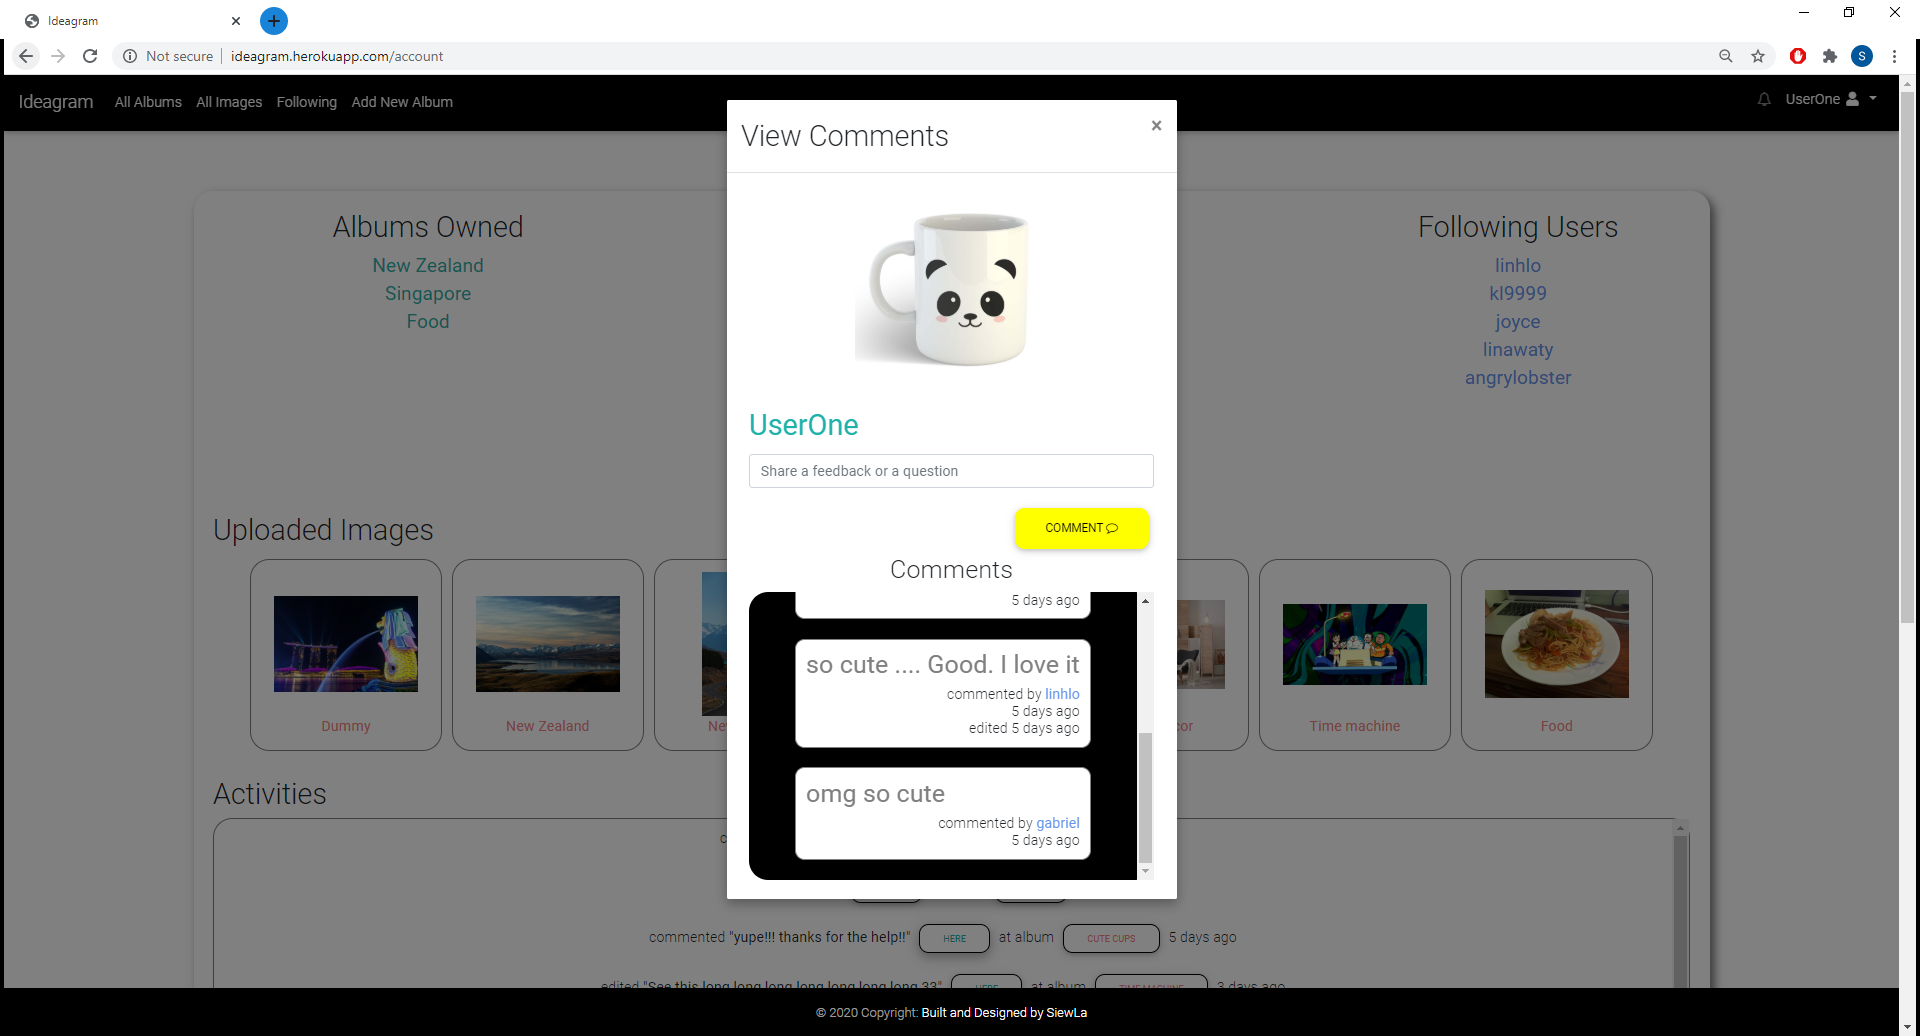 Ideagram
Not secure
ideagram.herokuapp.com/account
S
Ideagram All Albums All Images Following Add New Album
UserOne
View Comments
×
Albums Owned
New Zealand
Singapore
Food
Following Users
linhlo
kl9999
joyce
linawaty
angrylobster
UserOne
Share a feedback or a question
COMMENT
Comments
5 days ago
so cute .... Good. I love it
commented by linhlo
5 days ago
edited 5 days ago
omg so cute
commented by gabriel
5 days ago
Uploaded Images
Dummy
New Zealand
Time machine
Food
Activities
commented "yupe!!! thanks for the help!!" HERE at album CUTE CUPS 5 days ago
edited "See this long long long long long long long 33" HERE at album TIME MACHINE 3 days ago
© 2020 Copyright: Built and Designed by SiewLa